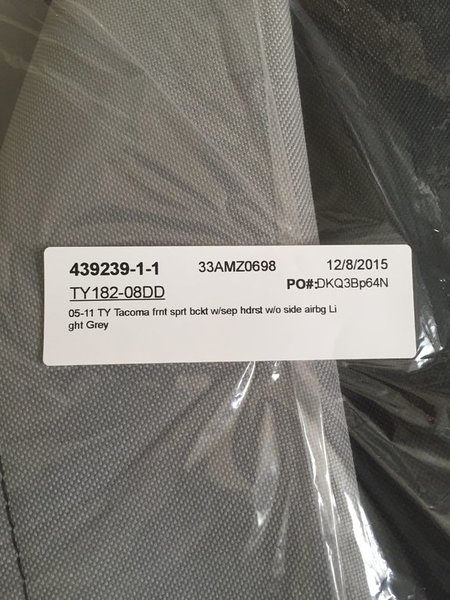 439239-1-1 33AMZ0698 12/8/2015
TY182-08DD PO#:DKQ3Bp64N
05-11 TY Tacoma frnt sprt bckt w/sep hdrst w/o side airbg Li
ght Grey